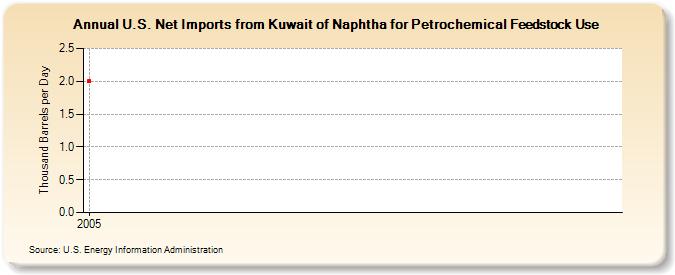 Annual U.S. Net Imports from Kuwait of Naphtha for Petrochemical Feedstock Use
Thousand Barrels per Day
2.5
2.0
1.5
1.0
0.5
0.0
2005
Source: U.S. Energy Information Administration